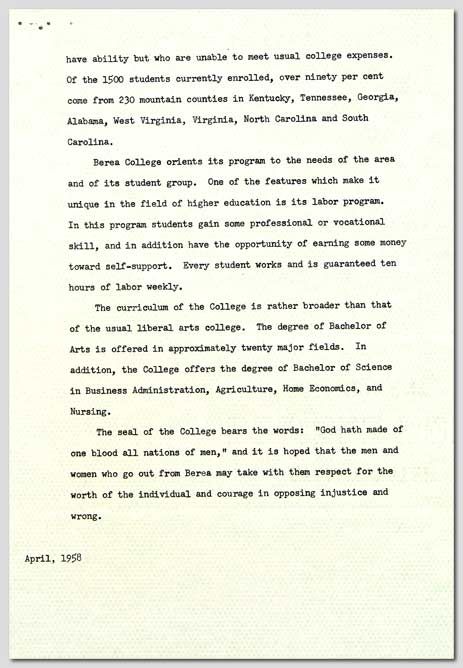 have ability but who are unable to meet usual college expenses.
Of the 1500 students currently enrolled, over ninety per cent
come from 230 mountain counties in Kentucky, Tennessee, Georgia,
Alabama, West Virginia, Virginia, North Carolina and South
Carolina.
Berea College orients its program to the needs of the area
and of its student group.  One of the features which make it
unique in the field of higher education is its labor program.
In this program students gain some professional or vocational
skill, and in addition have the opportunity of earning some money
toward self-support.  Every student works and is guaranteed ten
hours of labor weekly.
The curriculum of the College is rather broader than that
of the usual liberal arts college.  The degree of Bachelor of
Arts is offered in approximately twenty major fields.  In
addition, the College offers the degree of Bachelor of Science
in Business Administration, Agriculture, Home Economics, and
Nursing.
The seal of the College bears the words:  "God hath made of
one blood all nations of men," and it is hoped that the men and
women who go out from Berea may take with them respect for the
worth of the individual and courage in opposing injustice and
wrong.
April, 1958